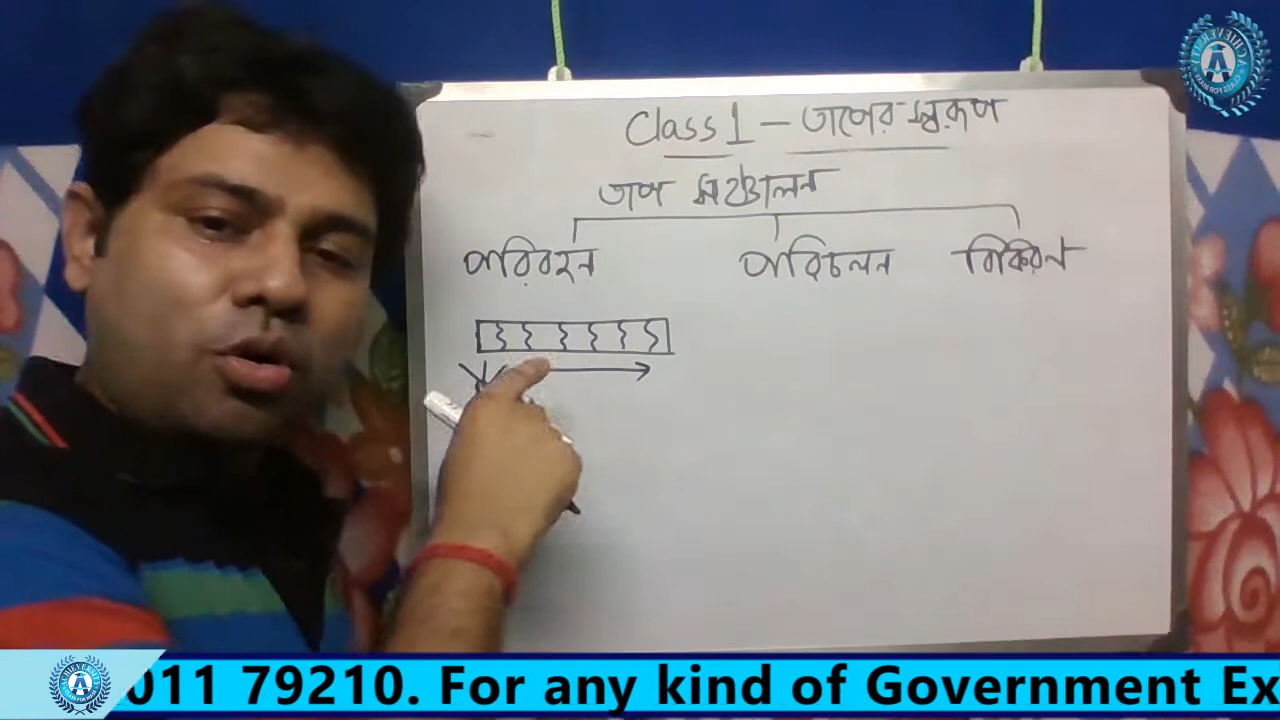 Class 1 — তাপের স্বরূপ
তাপ সঞ্চালন
পরিবহন পরিচলন বিকিরণ
011 79210. For any kind of Government Ex